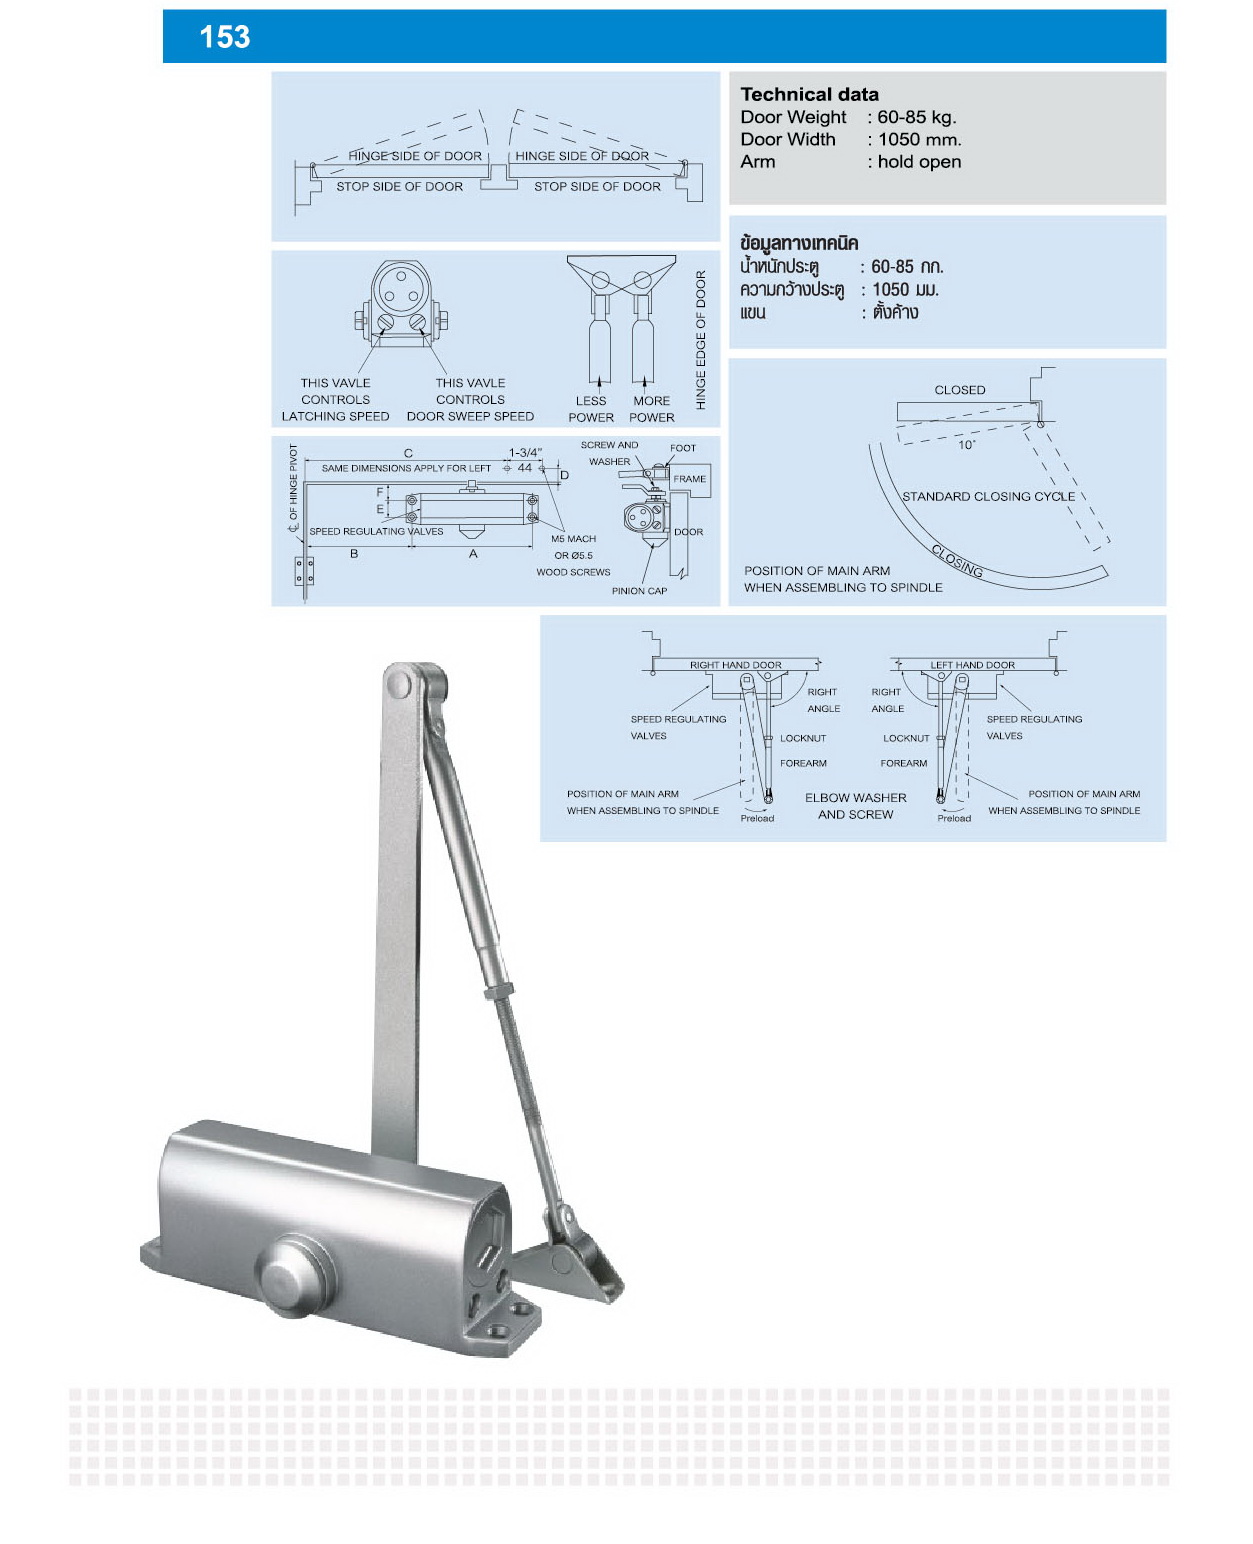 153
HINGE SIDE OF DOOR
HINGE SIDE OF DOOR
STOP SIDE OF DOOR
STOP SIDE OF DOOR
Technical data
Door Weight : 60-85 kg.
Door Width : 1050 mm.
Arm : hold open
ข้อมูลทางเทคนิค
น้ำหนักประตู : 60-85 กก.
ความกว้างประตู : 1050 มม.
แขน : ตั้งค้าง
THIS VAVLE
CONTROLS
LATCHING SPEED
THIS VAVLE
CONTROLS
DOOR SWEEP SPEED
LESS
POWER
MORE
POWER
HINGE EDGE OF DOOR
℄ OF HINGE PIVOT
C
1-3/4"
SAME DIMENSIONS APPLY FOR LEFT
44
D
F
E
SPEED REGULATING VALVES
B
A
M5 MACH
OR Ø5.5
WOOD SCREWS
SCREW AND
WASHER
FOOT
FRAME
DOOR
PINION CAP
CLOSED
10°
STANDARD CLOSING CYCLE
CLOSING
POSITION OF MAIN ARM
WHEN ASSEMBLING TO SPINDLE
RIGHT HAND DOOR
RIGHT
ANGLE
SPEED REGULATING
VALVES
LOCKNUT
FOREARM
POSITION OF MAIN ARM
WHEN ASSEMBLING TO SPINDLE
Preload
ELBOW WASHER
AND SCREW
LEFT HAND DOOR
RIGHT
ANGLE
SPEED REGULATING
VALVES
LOCKNUT
FOREARM
POSITION OF MAIN ARM
WHEN ASSEMBLING TO SPINDLE
Preload